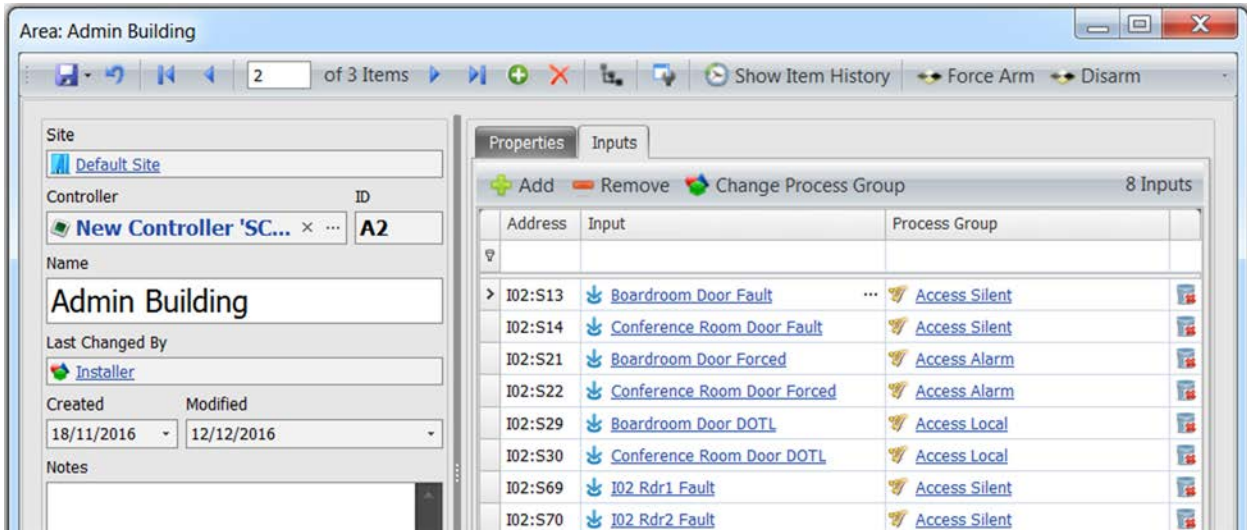 Area: Admin Building
2 of 3 Items Show Item History Force Arm Disarm
Site
Default Site
Controller ID
New Controller 'SC... × ··· A2
Name
Admin Building
Last Changed By
Installer
Created Modified
18/11/2016 12/12/2016
Notes
Properties Inputs
Add Remove Change Process Group 8 Inputs
Address Input Process Group
I02:S13 Boardroom Door Fault ··· Access Silent
I02:S14 Conference Room Door Fault Access Silent
I02:S21 Boardroom Door Forced Access Alarm
I02:S22 Conference Room Door Forced Access Alarm
I02:S29 Boardroom Door DOTL Access Local
I02:S30 Conference Room Door DOTL Access Local
I02:S69 I02 Rdr1 Fault Access Silent
I02:S70 I02 Rdr2 Fault Access Silent